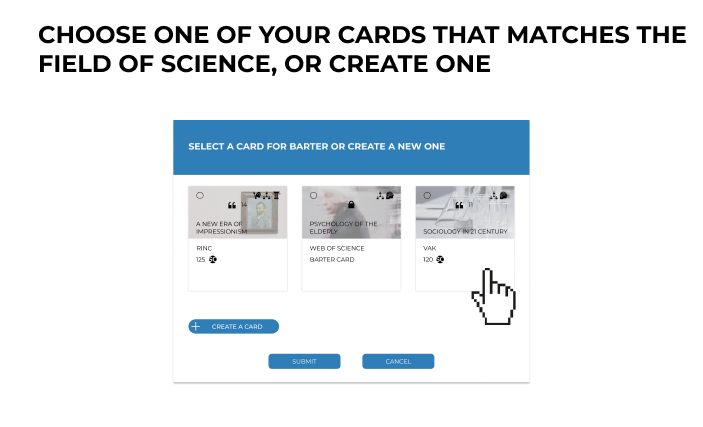 CHOOSE ONE OF YOUR CARDS THAT MATCHES THE
FIELD OF SCIENCE, OR CREATE ONE
SELECT A CARD FOR BARTER OR CREATE A NEW ONE
14
A NEW ERA OF
IMPRESSIONISM
RINC
125
PSYCHOLOGY OF THE
ELDERLY
WEB OF SCIENCE
BARTER CARD
11
SOCIOLOGY IN 21 CENTURY
VAK
120
CREATE A CARD
SUBMIT
CANCEL